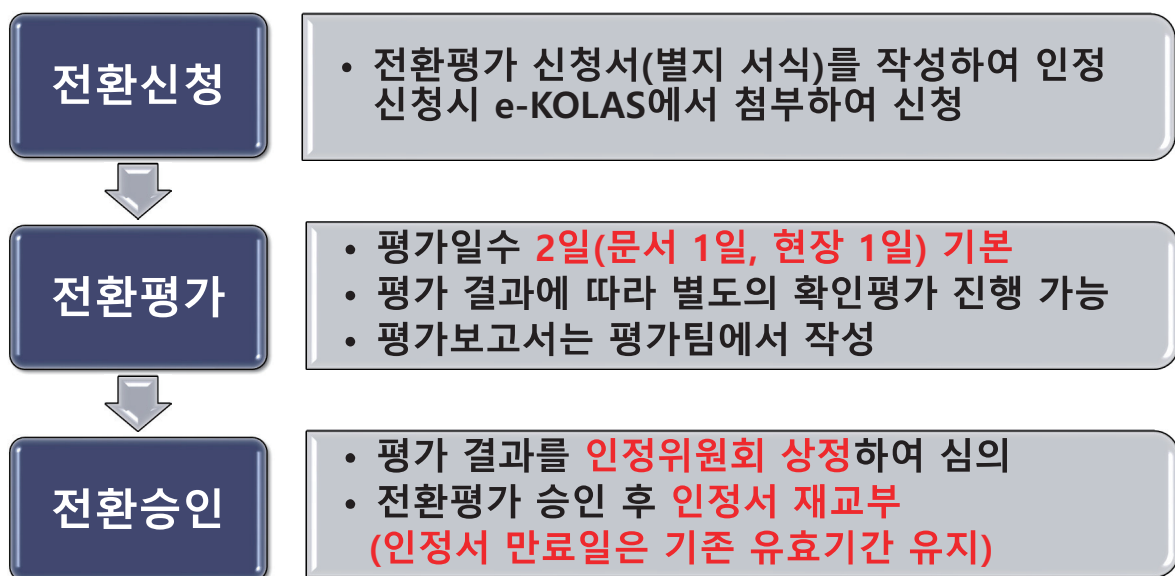 전환신청
• 전환평가 신청서(별지 서식)를 작성하여 인정
신청시 e-KOLAS에서 첨부하여 신청
전환평가
• 평가일수 2일(문서 1일, 현장 1일) 기본
• 평가 결과에 따라 별도의 확인평가 진행 가능
• 평가보고서는 평가팀에서 작성
전환승인
• 평가 결과를 인정위원회 상정하여 심의
• 전환평가 승인 후 인정서 재교부
(인정서 만료일은 기존 유효기간 유지)